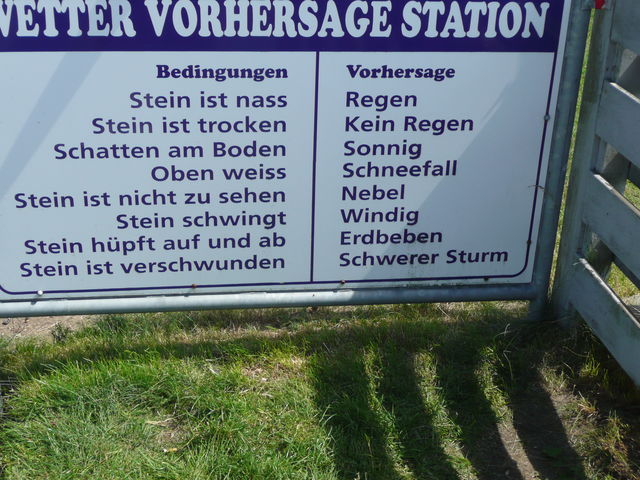 WETTER VORHERSAGE STATION
Bedingungen Vorhersage
Stein ist nass Regen
Stein ist trocken Kein Regen
Schatten am Boden Sonnig
Oben weiss Schneefall
Stein ist nicht zu sehen Nebel
Stein schwingt Windig
Stein hüpft auf und ab Erdbeben
Stein ist verschwunden Schwerer Sturm